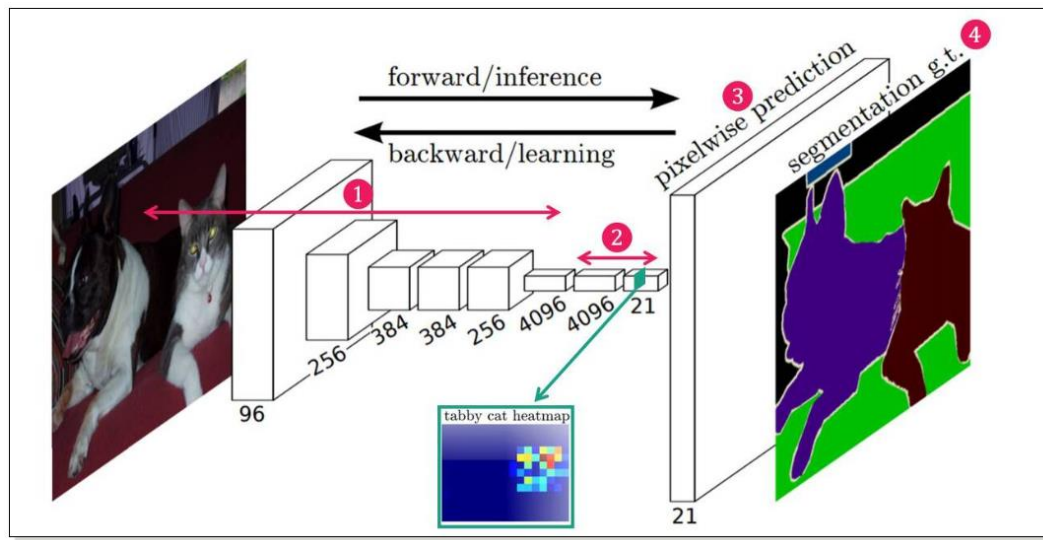 4
segmentation g.t.
3
pixelwise prediction
forward/inference
backward/learning
1
2
96
256
384
384
256
4096
4096
21
tabby cat heatmap
21